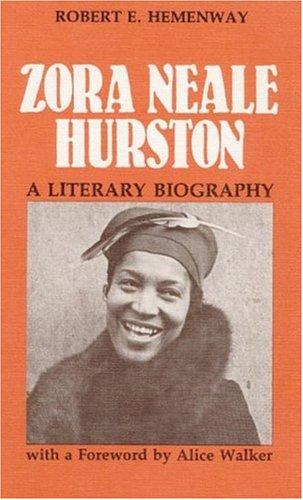 ROBERT E. HEMENWAY
ZORA NEALE
HURSTON
A LITERARY BIOGRAPHY
with a Foreword by Alice Walker